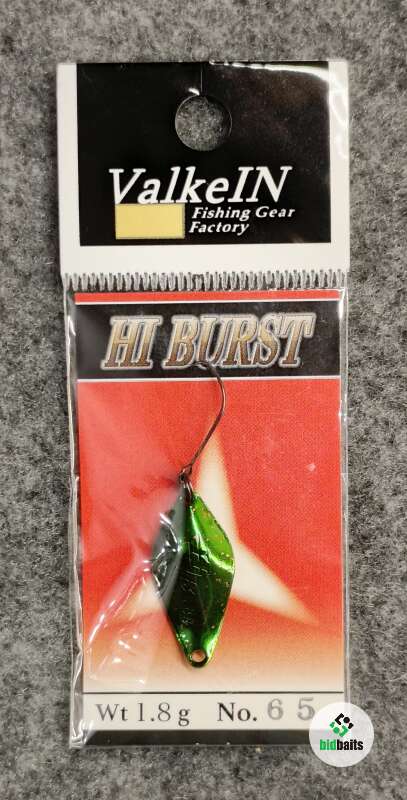 ValkeIN
Fishing Gear
Factory
HI BURST
Wt 1.8g No. 65
bidbaits